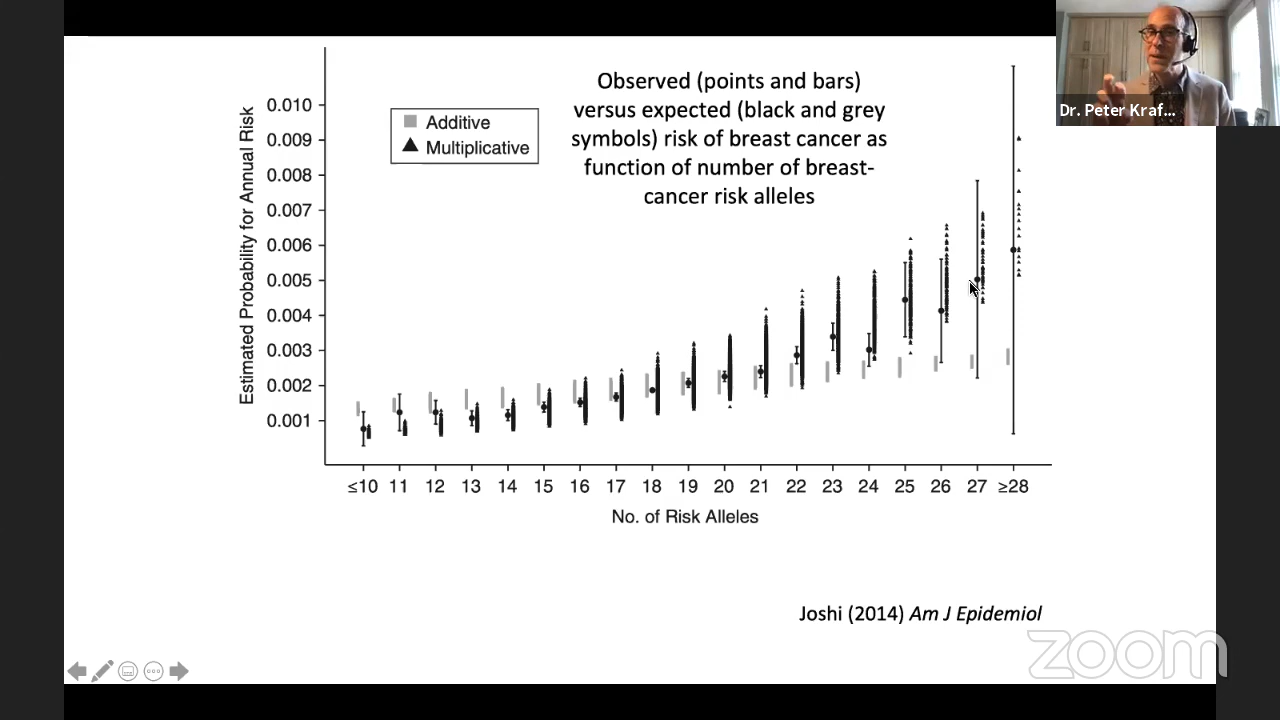 Observed (points and bars)
versus expected (black and grey
symbols) risk of breast cancer as
function of number of breast-
cancer risk alleles
Additive
Multiplicative
Estimated Probability for Annual Risk
0.010
0.009
0.008
0.007
0.006
0.005
0.004
0.003
0.002
0.001
≤10 11 12 13 14 15 16 17 18 19 20 21 22 23 24 25 26 27 ≥28
No. of Risk Alleles
Joshi (2014) Am J Epidemiol
Dr. Peter Kraf...
zoom